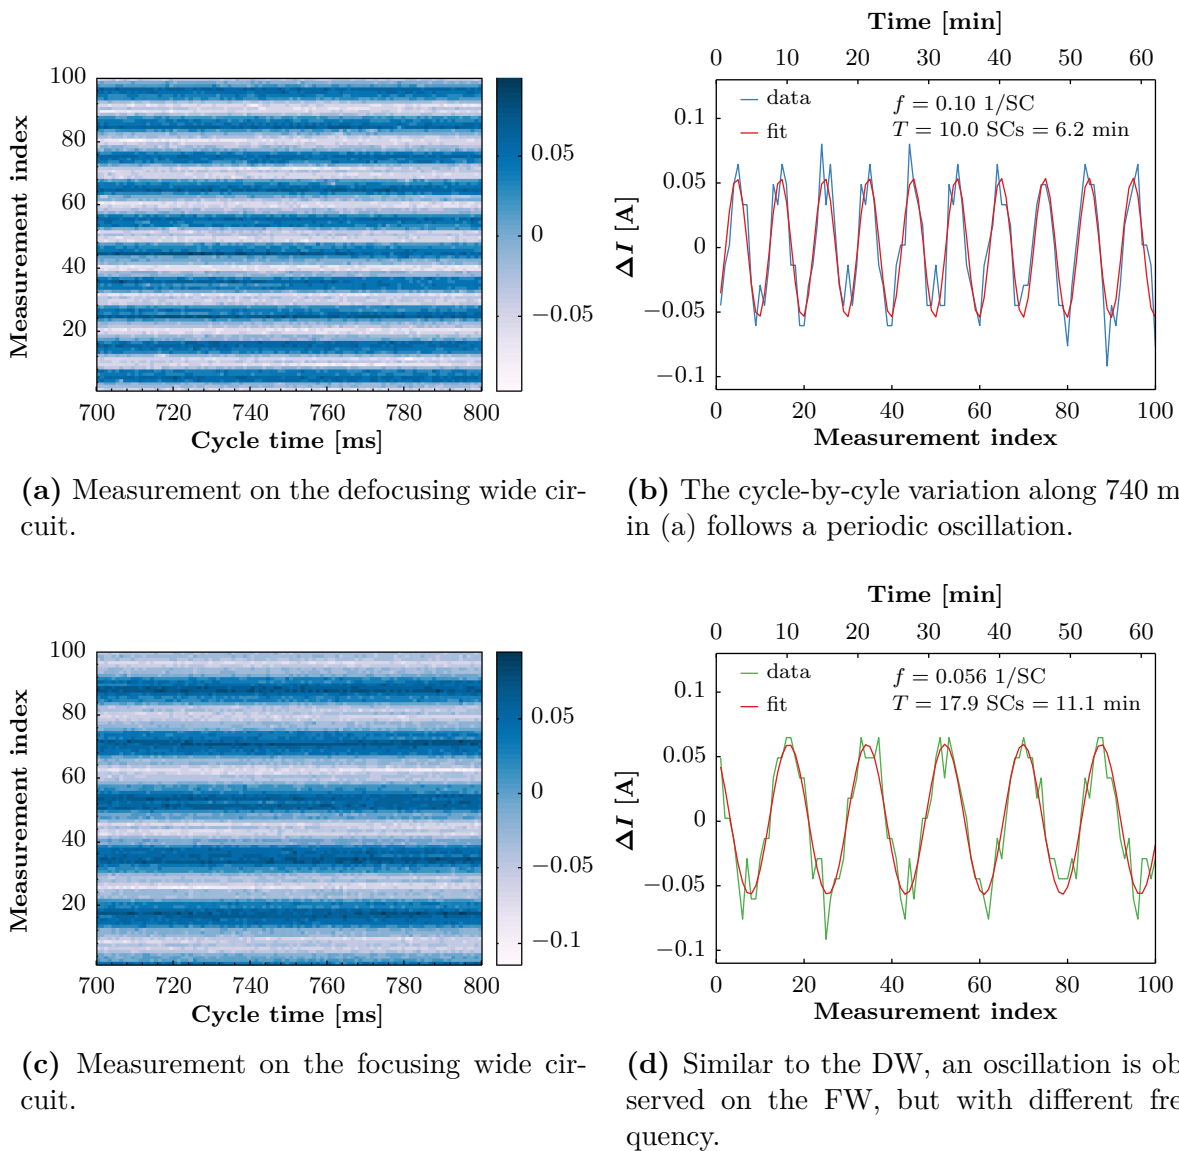 100
80
60
40
20
Measurement index
700 720 740 760 780 800
Cycle time [ms]
0.05
0
−0.05
Time [min]
0 10 20 30 40 50 60
0.1
0.05
0
−0.05
−0.1
ΔI [A]
data
fit
f = 0.10 1/SC
T = 10.0 SCs = 6.2 min
0 20 40 60 80 100
Measurement index
(a) Measurement on the defocusing wide cir-
cuit.
(b) The cycle-by-cyle variation along 740 m
in (a) follows a periodic oscillation.
100
80
60
40
20
Measurement index
700 720 740 760 780 800
Cycle time [ms]
0.05
0
−0.05
−0.1
Time [min]
0 10 20 30 40 50 60
0.1
0.05
0
−0.05
−0.1
ΔI [A]
data
fit
f = 0.056 1/SC
T = 17.9 SCs = 11.1 min
0 20 40 60 80 100
Measurement index
(c) Measurement on the focusing wide cir-
cuit.
(d) Similar to the DW, an oscillation is ob
served on the FW, but with different fre
quency.